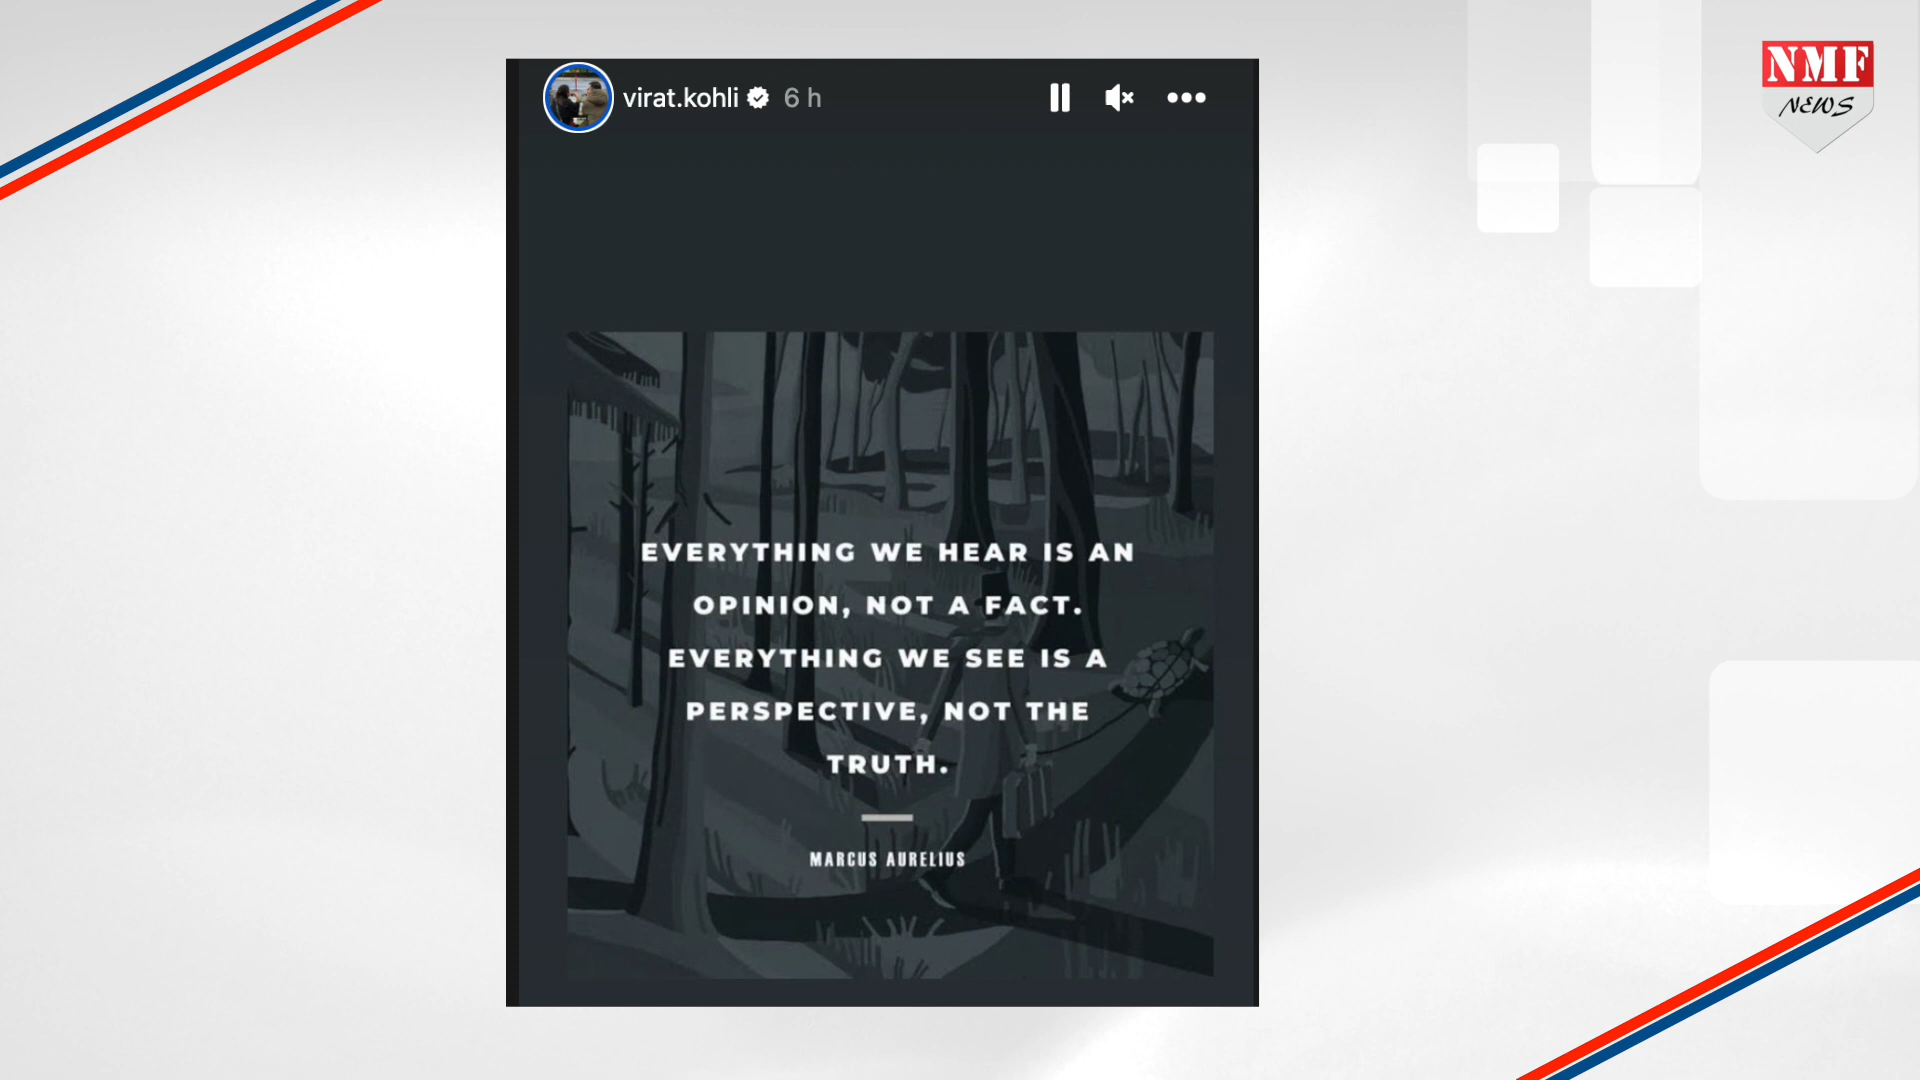 virat.kohli 6 h
NMF
NEWS
EVERYTHING WE HEAR IS AN
OPINION, NOT A FACT.
EVERYTHING WE SEE IS A
PERSPECTIVE, NOT THE
TRUTH.
MARCUS AURELIUS